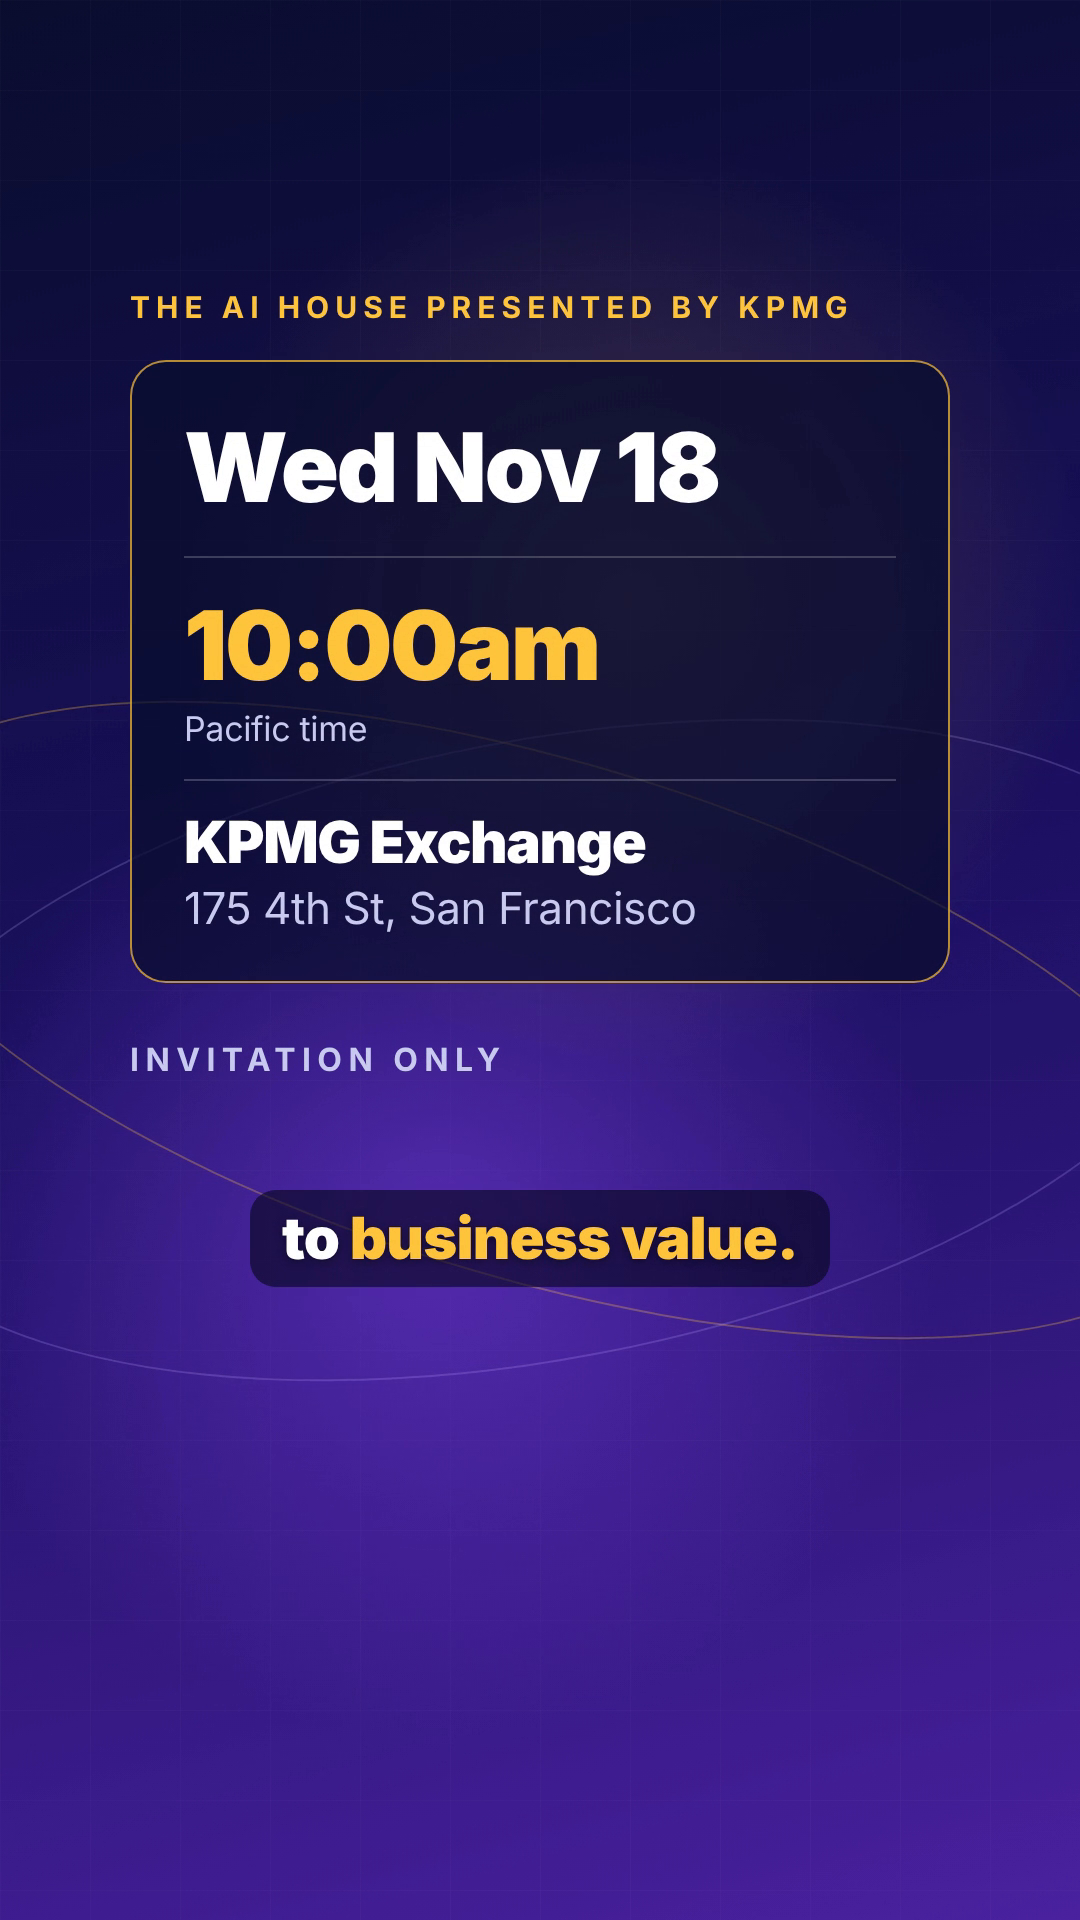 THE AI HOUSE PRESENTED BY KPMG
Wed Nov 18
10:00am
Pacific time
KPMG Exchange
175 4th St, San Francisco
INVITATION ONLY
to business value.